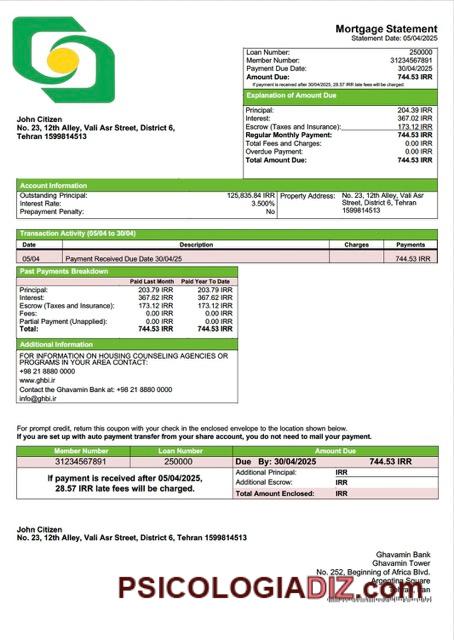 Mortgage Statement
Statement Date: 05/04/2025
Loan Number: 250000
Member Number: 31234567891
Payment Due Date: 30/04/2025
Amount Due: 744.53 IRR
If payment is received after 30/04/2025, 28.57 IRR late fees will be charged
Explanation of Amount Due
Principal: 204.39 IRR
Interest: 367.02 IRR
Escrow (Taxes and Insurance): 173.12 IRR
Regular Monthly Payment: 744.53 IRR
Total Fees and Charges: 0.00 IRR
Overdue Payment: 0.00 IRR
Total Amount Due: 744.53 IRR
John Citizen
No. 23, 12th Alley, Vali Asr Street, District 6,
Tehran 1599814513
Account Information
Outstanding Principal: 125,835.84 IRR
Interest Rate: 3.500%
Prepayment Penalty: No
Property Address: No. 23, 12th Alley, Vali Asr
Street, District 6, Tehran
1599814513
Transaction Activity (05/04 to 30/04)
Date Description Charges Payments
05/04 Payment Received Due Date 30/04/25 744.53 IRR
Past Payments Breakdown
Paid Last Month Paid Year To Date
Principal: 203.79 IRR 203.79 IRR
Interest: 367.62 IRR 367.62 IRR
Escrow (Taxes and Insurance): 173.12 IRR 173.12 IRR
Fees: 0.00 IRR 0.00 IRR
Partial Payment (Unapplied): 0.00 IRR 0.00 IRR
Total: 744.53 IRR 744.53 IRR
Additional Information
FOR INFORMATION ON HOUSING COUNSELING AGENCIES OR
PROGRAMS IN YOUR AREA CONTACT:
+98 21 8880 0000
www.ghbi.ir
Contact the Ghavamin Bank at: +98 21 8880 0000
info@ghbi.ir
For prompt credit, return this coupon with your check in the enclosed envelope to the location shown below.
If you are set up with auto payment transfer from your share account, you do not need to mail your payment.
Member Number Loan Number Amount Due
31234567891 250000 Due By: 30/04/2025 744.53 IRR
If payment is received after 05/04/2025,
28.57 IRR late fees will be charged.
Additional Principal: IRR
Additional Escrow: IRR
Total Amount Enclosed: IRR
John Citizen
No. 23, 12th Alley, Vali Asr Street, District 6, Tehran 1599814513
Ghavamin Bank
Ghavamin Tower
No. 252, Beginning of Africa Blvd.
Argentina Square
PSICOLOGIADIZ.com